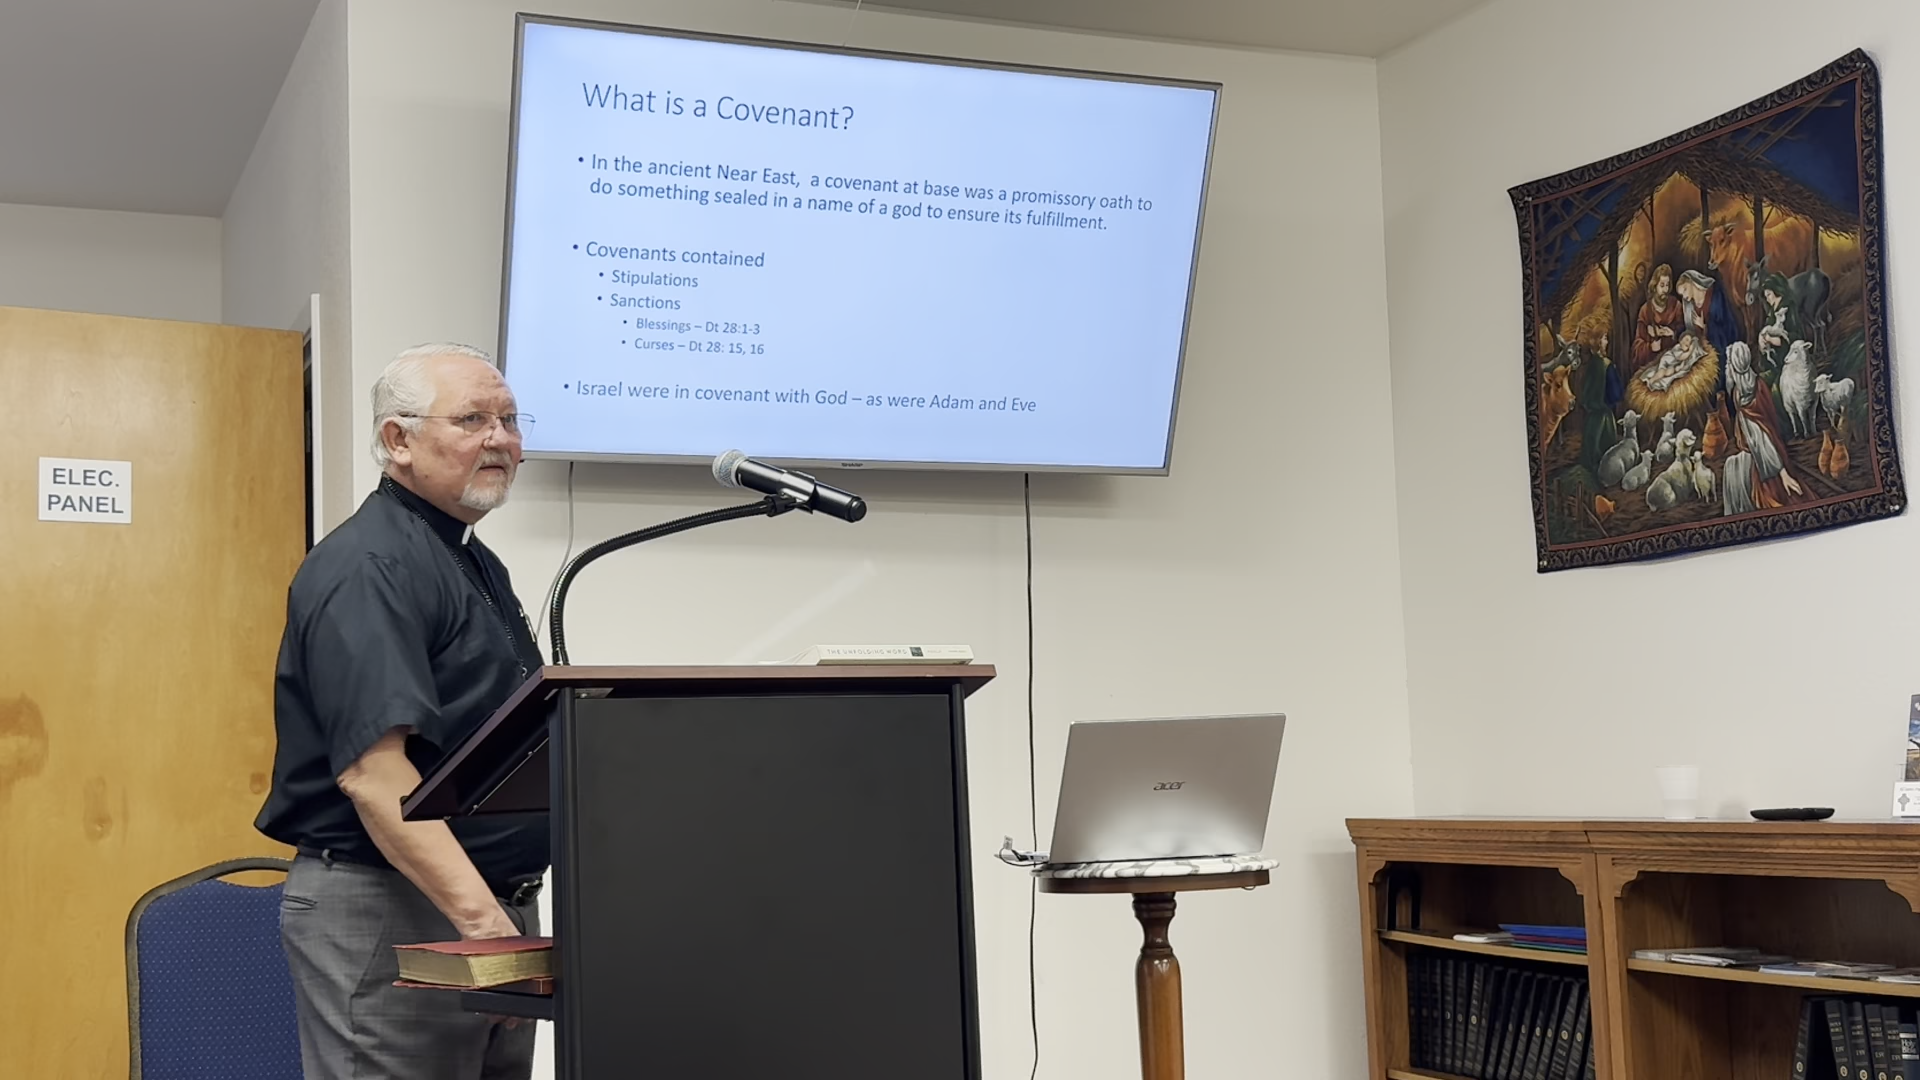 What is a Covenant?
• In the ancient Near East, a covenant at base was a promissory oath to
do something sealed in a name of a god to ensure its fulfillment.
• Covenants contained
• Stipulations
• Sanctions
• Blessings – Dt 28:1-3
• Curses – Dt 28: 15, 16
• Israel were in covenant with God – as were Adam and Eve
ELEC.
PANEL
THE UNFOLDING WORD
acer
Holy
Bible